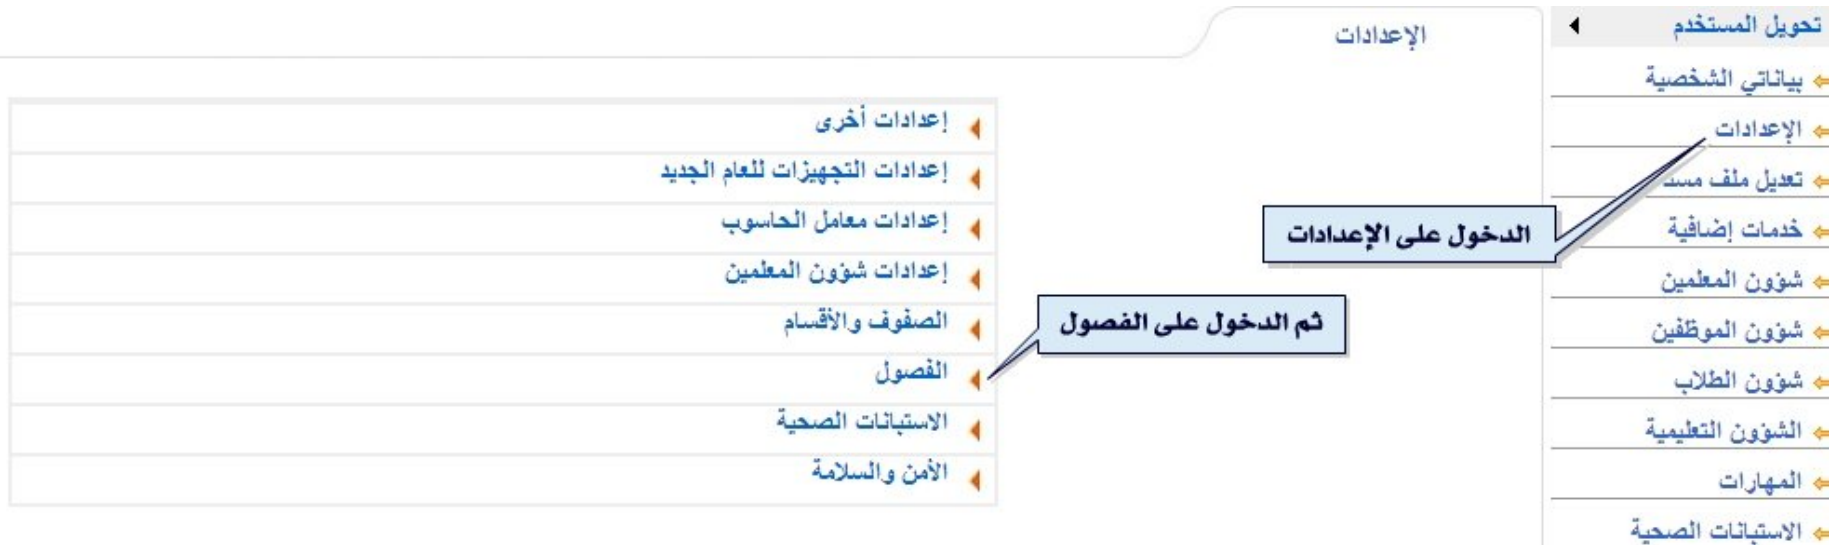 تحويل المستخدم
بياناتي الشخصية
الإعدادات
تعديل ملف
خدمات إضافية
شؤون المعلمين
شؤون الموظفين
شؤون الطلاب
الشؤون التعليمية
المهارات
الاستبانات الصحية
الإعدادات
الدخول على الإعدادات
ثم الدخول على الفصول
إعدادات أخرى
إعدادات التجهيزات للعام الجديد
إعدادات معامل الحاسوب
إعدادات شؤون المعلمين
الصفوف والأقسام
الفصول
الاستبانات الصحية
الأمن والسلامة